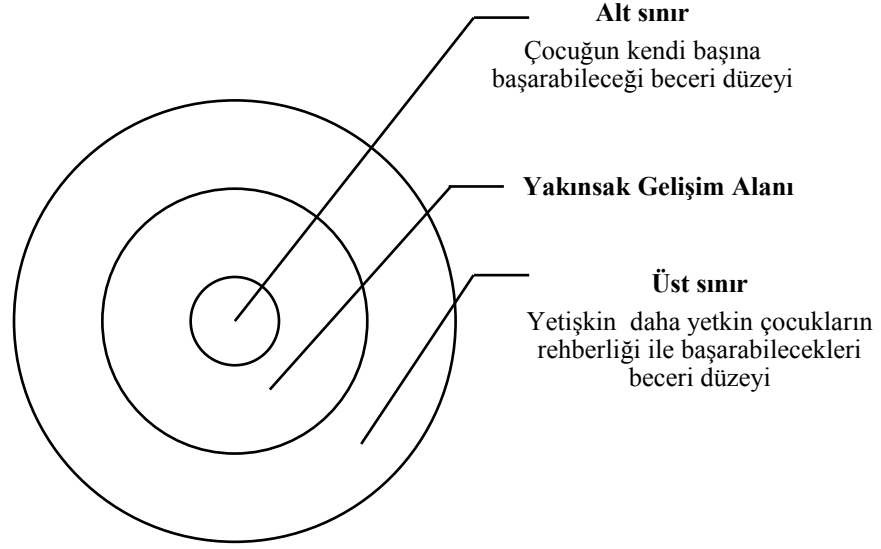 Alt sınır
Çocuğun kendi başına
başarabileceği beceri düzeyi
Yakınsak Gelişim Alanı
Üst sınır
Yetişkin  daha yetkin çocukların
rehberliği ile başarabilecekleri
beceri düzeyi